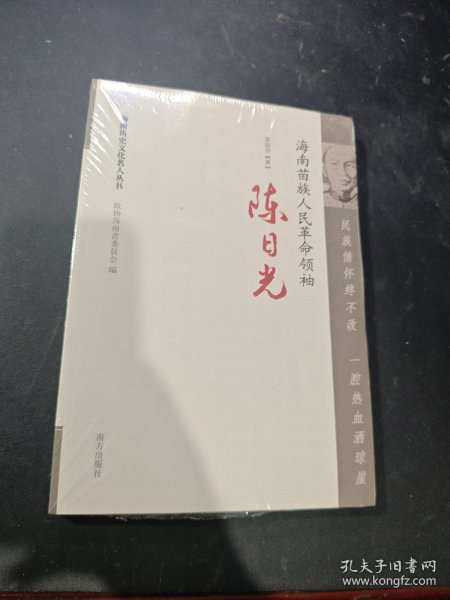 民族情怀终不改 一腔热血洒琼崖
海南苗族人民革命领袖
陈日光
海南历史文化名人丛书
政协海南省委员会 编
南方出版社
孔夫子旧书网
www.kongfz.com